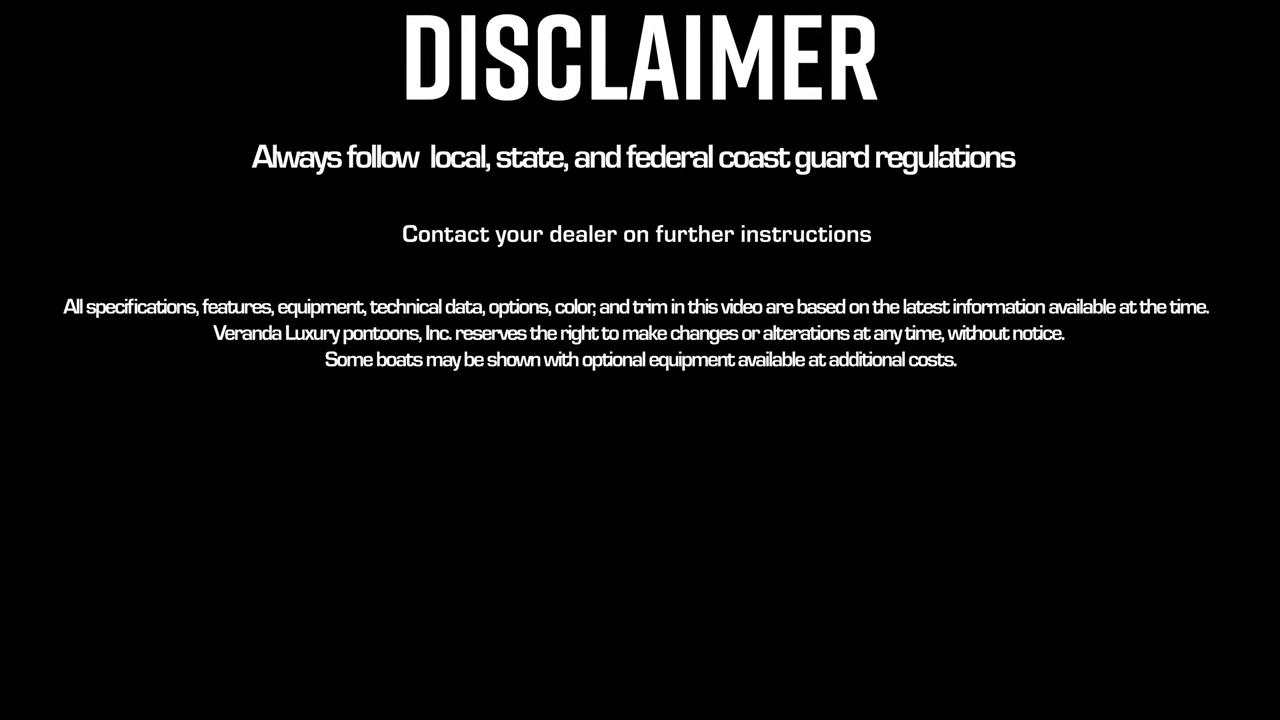 DISCLAIMER
Always follow local, state, and federal coast guard regulations
Contact your dealer on further instructions
All specifications, features, equipment, technical data, options, color, and trim in this video are based on the latest information available at the time.
Veranda Luxury pontoons, Inc. reserves the right to make changes or alterations at any time, without notice.
Some boats may be shown with optional equipment available at additional costs.